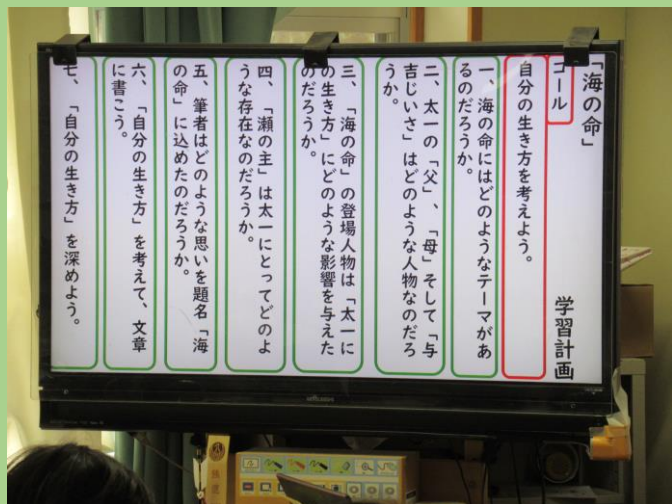 「海の命」
学習計画
ゴール
自分の生き方を考えよう。
一、海の命にはどのようなテーマがあ
るのだろうか。
二、太一の「父」、「母」そして「与
吉じいさ」はどのような人物なのだろ
うか。
三、「海の命」の登場人物は「太一に
の生き方」にどのような影響を与えた
のだろうか。
四、「瀬の主」は太一にとってどのよ
うな存在なのだろうか。
五、筆者はどのような思いを題名「海
の命」に込めたのだろうか。
六、「自分の生き方」を考えて、文章
に書こう。
七、「自分の生き方」を深めよう。
MITSUBISHI